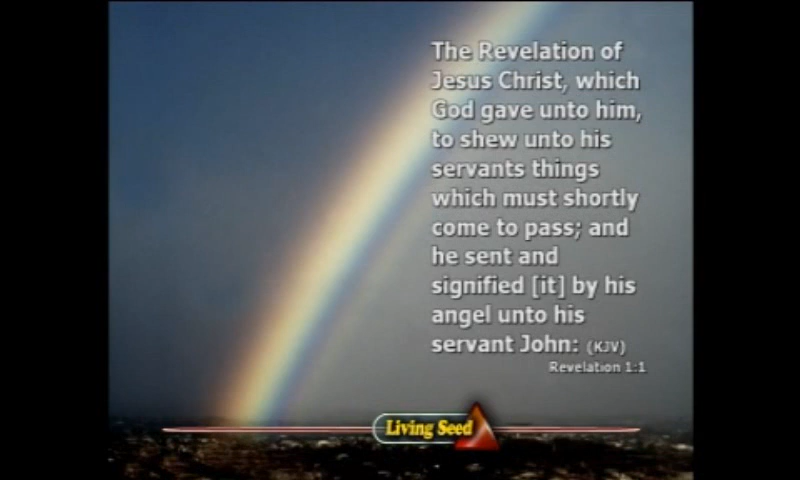 The Revelation of
Jesus Christ, which
God gave unto him,
to shew unto his
servants things
which must shortly
come to pass; and
he sent and
signified [it] by his
angel unto his
servant John: (KJV)
Revelation 1:1
Living Seed